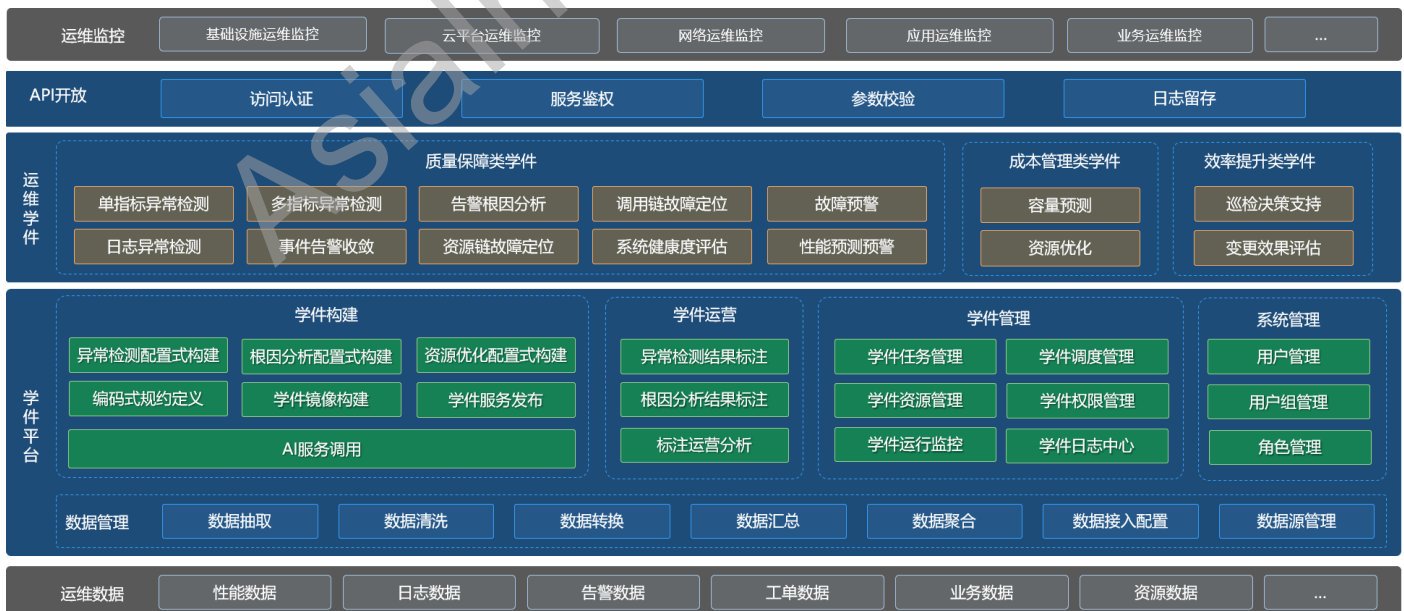 运维监控 基础设施运维监控 云平台运维监控 网络运维监控 应用运维监控 业务运维监控 ...
API开放 访问认证 服务鉴权 参数校验 日志留存
运维学件
质量保障类学件 成本管理类学件 效率提升类学件
单指标异常检测 多指标异常检测 告警根因分析 调用链故障定位 故障预警 容量预测 巡检决策支持
日志异常检测 事件告警收敛 资源链故障定位 系统健康度评估 性能预测预警 资源优化 变更效果评估
学件平台
学件构建 学件运营 学件管理 系统管理
异常检测配置式构建 根因分析配置式构建 资源优化配置式构建 异常检测结果标注 学件任务管理 学件调度管理 用户管理
编码式规约定义 学件镜像构建 学件服务发布 根因分析结果标注 学件资源管理 学件权限管理 用户组管理
AI服务调用 标注运营分析 学件运行监控 学件日志中心 角色管理
数据管理 数据抽取 数据清洗 数据转换 数据汇总 数据聚合 数据接入配置 数据源管理
运维数据 性能数据 日志数据 告警数据 工单数据 业务数据 资源数据 ...